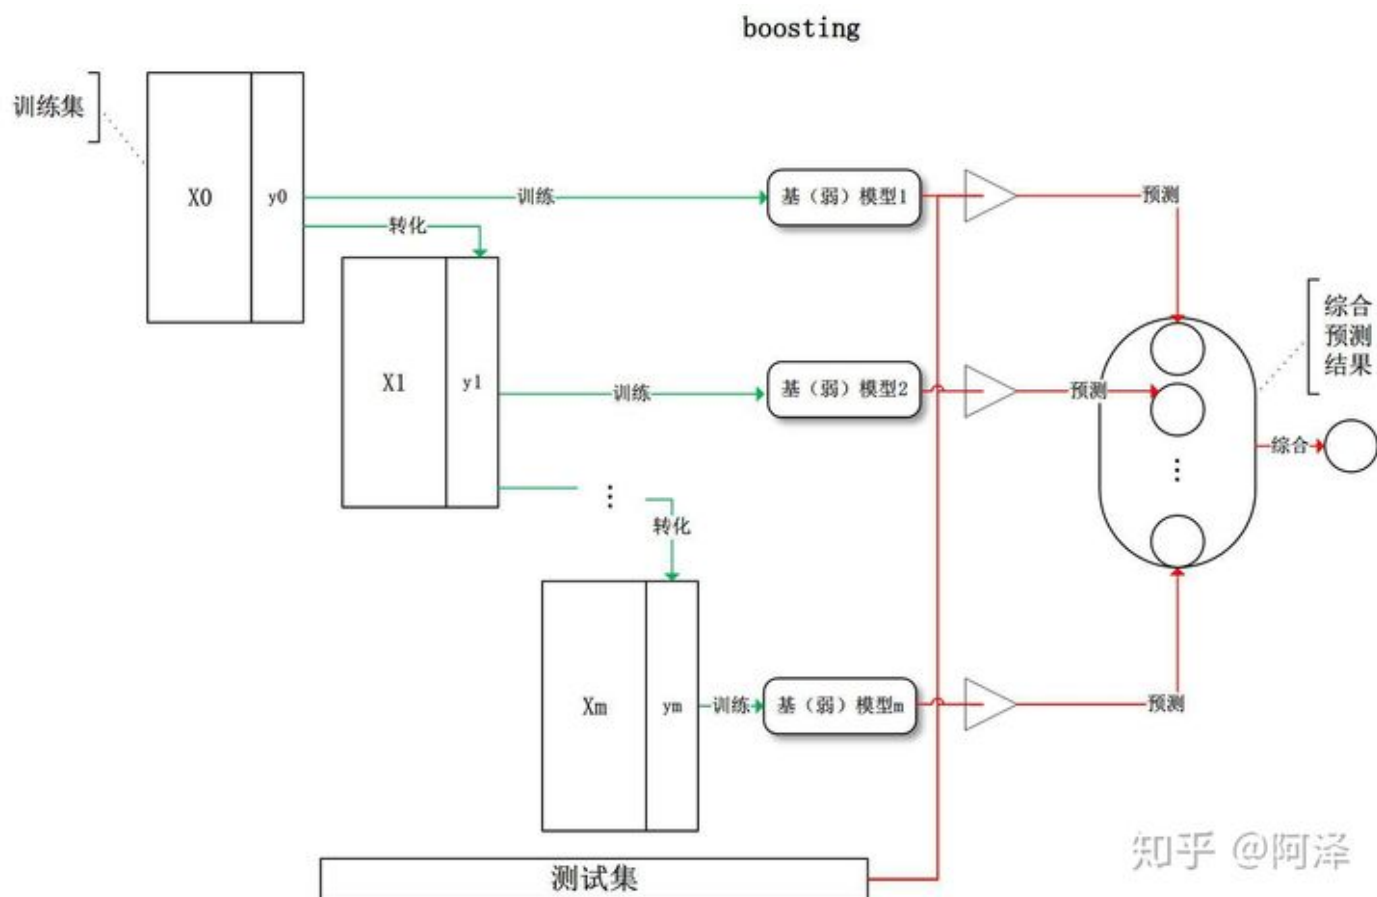 boosting
训练集
X0
y0
训练
基（弱）模型1
预测
转化
X1
y1
训练
基（弱）模型2
预测
综合
预测
结果
综合
转化
Xm
ym
训练
基（弱）模型m
预测
测试集
知乎 @阿泽